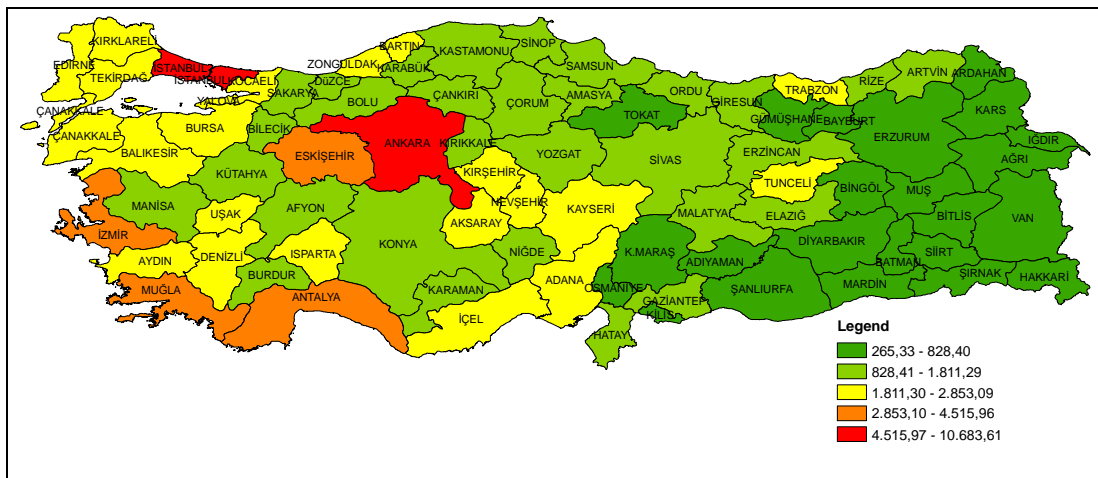 KIRKLARELİ
EDİRNE
TEKİRDAĞ
İSTANBUL
İSTANBUL
KOCAELİ
YALOVA
ÇANAKKALE
ÇANAKKALE
BALIKESİR
BURSA
BİLECİK
SAKARYA
DÜZCE
BOLU
ZONGULDAK
BARTIN
KARABÜK
KASTAMONU
SİNOP
SAMSUN
ÇANKIRI
ÇORUM
AMASYA
TOKAT
ORDU
GİRESUN
TRABZON
GÜMÜŞHANE
BAYBURT
RİZE
ARTVİN
ARDAHAN
KARS
ERZURUM
IĞDIR
AĞRI
ESKİŞEHİR
ANKARA
KIRIKKALE
YOZGAT
SİVAS
ERZİNCAN
TUNCELİ
BİNGÖL
MUŞ
KÜTAHYA
KIRŞEHİR
NEVŞEHİR
KAYSERİ
MALATYA
ELAZIĞ
BİTLİS
VAN
MANİSA
UŞAK
AFYON
AKSARAY
İZMİR
KONYA
NİĞDE
K.MARAŞ
ADIYAMAN
DİYARBAKIR
BATMAN
SİİRT
ŞIRNAK
HAKKARİ
AYDIN
DENİZLİ
ISPARTA
BURDUR
KARAMAN
ADANA
OSMANİYE
GAZİANTEP
KİLİS
ŞANLIURFA
MARDİN
MUĞLA
ANTALYA
İÇEL
HATAY
Legend
265,33 - 828,40
828,41 - 1.811,29
1.811,30 - 2.853,09
2.853,10 - 4.515,96
4.515,97 - 10.683,61